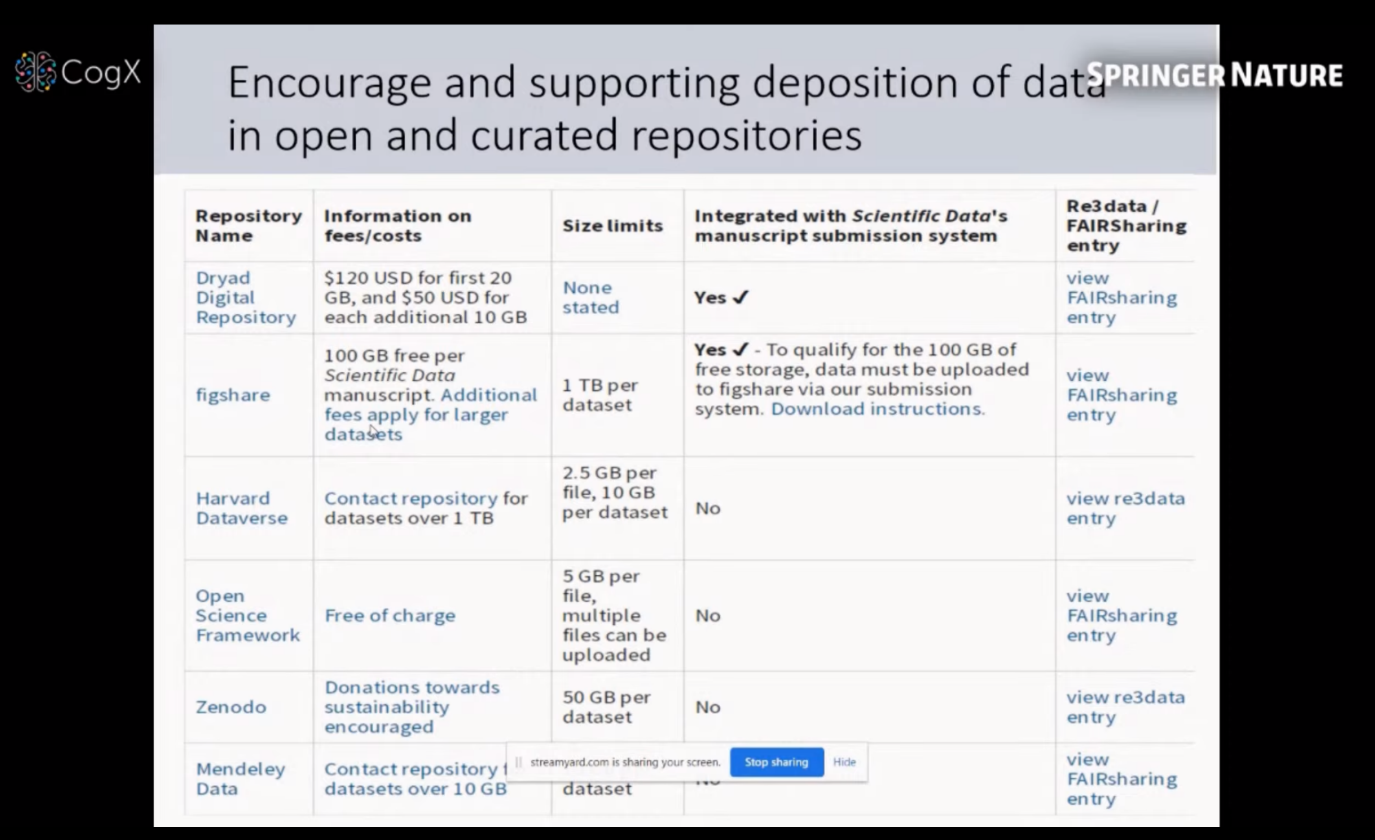 CogX
SPRINGER NATURE
Encourage and supporting deposition of data
in open and curated repositories
Repository
Name
Information on
fees/costs
Size limits
Integrated with Scientific Data's
manuscript submission system
Re3data /
FAIRSharing
entry
Dryad
Digital
Repository
$120 USD for first 20
GB, and $50 USD for
each additional 10 GB
None
stated
Yes ✓
view
FAIRsharing
entry
figshare
100 GB free per
Scientific Data
manuscript. Additional
fees apply for larger
datasets
1 TB per
dataset
Yes ✓ - To qualify for the 100 GB of
free storage, data must be uploaded
to figshare via our submission
system. Download instructions.
view
FAIRsharing
entry
Harvard
Dataverse
Contact repository for
datasets over 1 TB
2.5 GB per
file, 10 GB
per dataset
No
view re3data
entry
Open
Science
Framework
Free of charge
5 GB per
file,
multiple
files can be
uploaded
No
view
FAIRsharing
entry
Zenodo
Donations towards
sustainability
encouraged
50 GB per
dataset
No
view re3data
entry
Mendeley
Data
Contact repository
datasets over 10 GB
dataset
view
FAIRsharing
entry
streamyard.com is sharing your screen.
Stop sharing
Hide